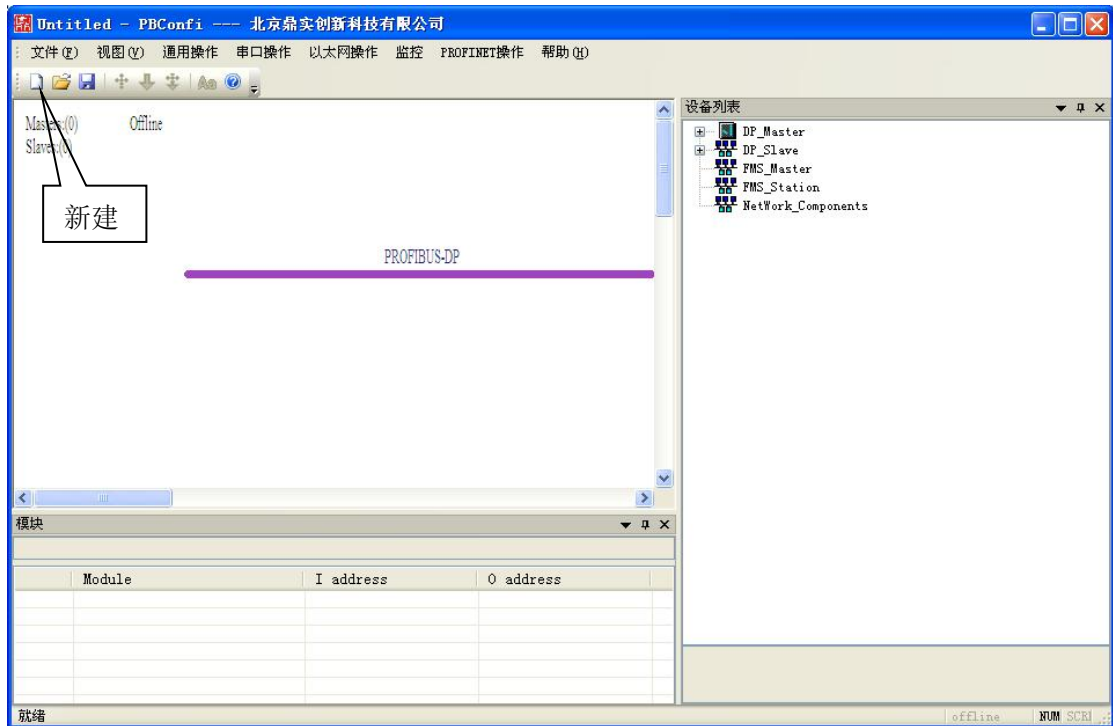 Untitled - PBConfi --- 北京鼎实创新科技有限公司
文件(F) 视图(V) 通用操作 串口操作 以太网操作 监控 PROFINET操作 帮助(H)
Masters:(0) Offline
Slaves:(0)
新建
PROFIBUS-DP
设备列表
DP_Master
DP_Slave
FMS_Master
FMS_Station
NetWork_Components
模块
Module I address O address
就绪 offline NUM SCRL